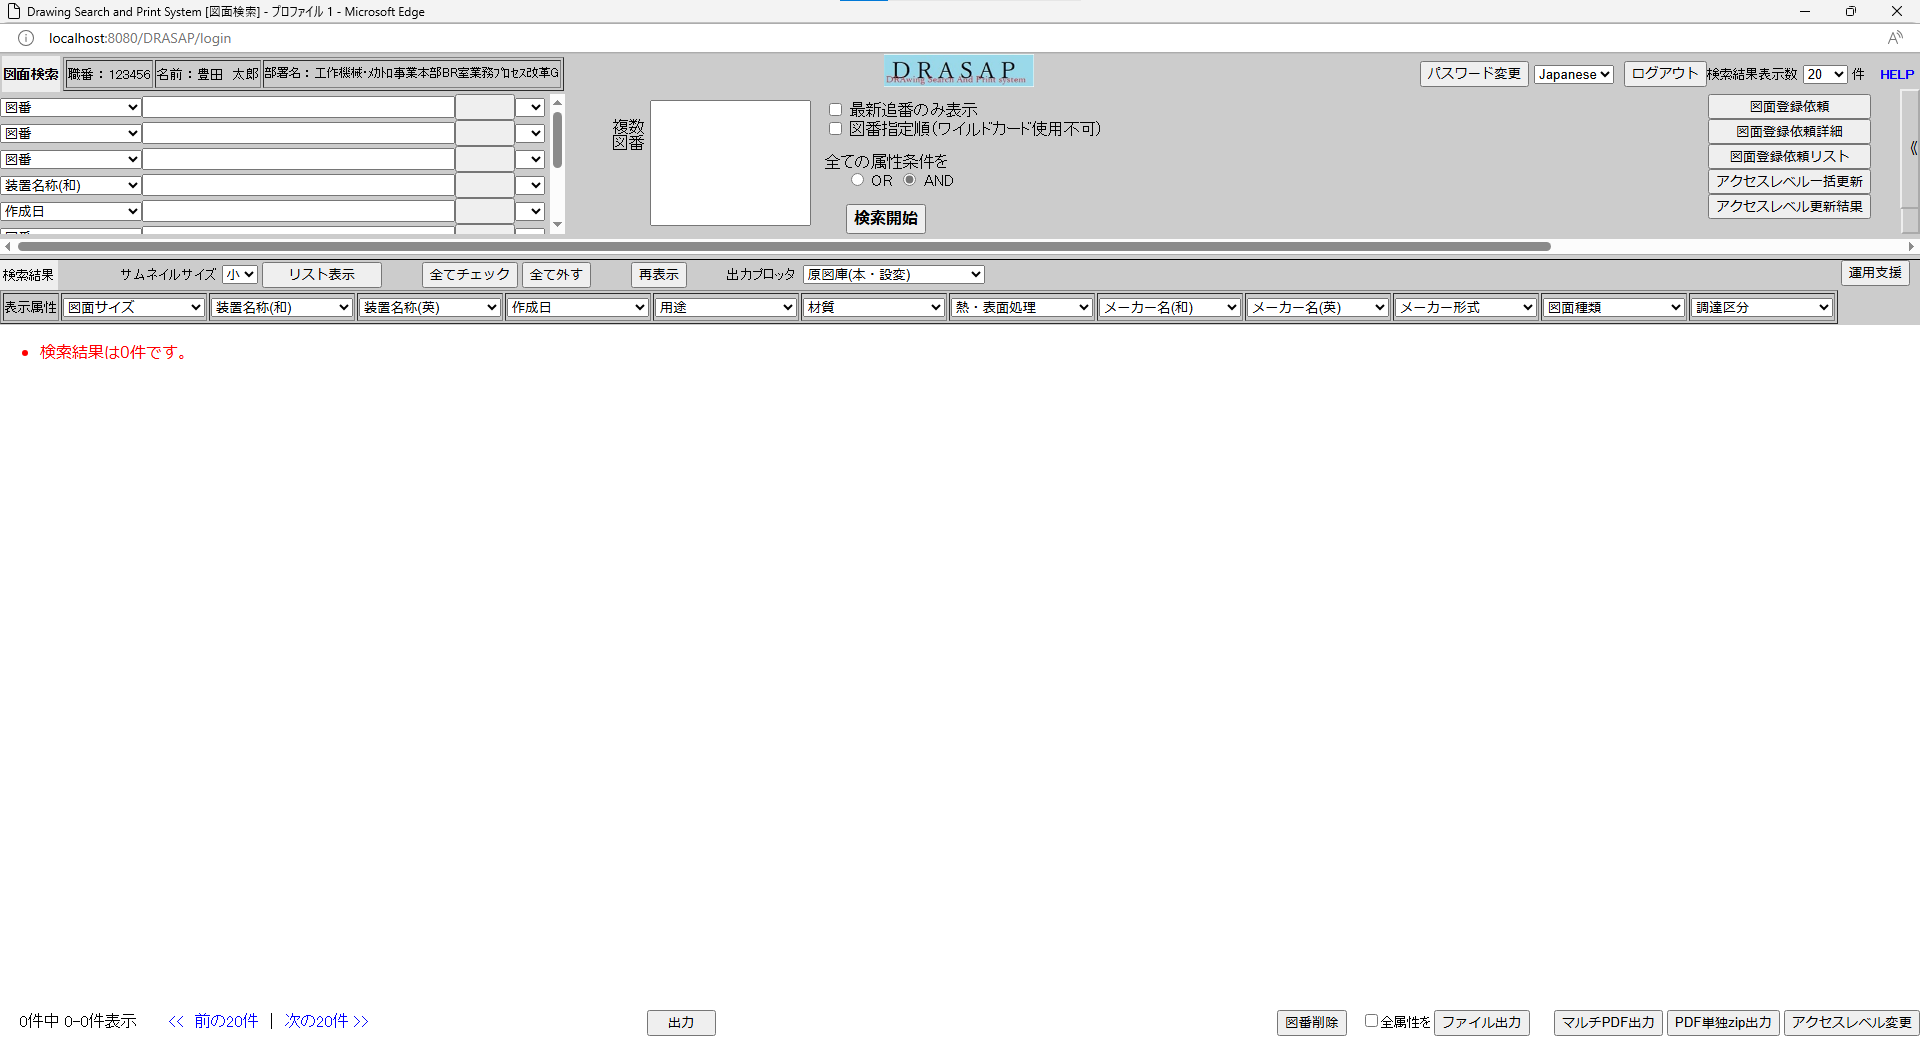 Drawing Search and Print System [図面検索] - プロファイル 1 - Microsoft Edge
localhost:8080/DRASAP/login
図面検索 職番：123456 名前：豊田　太郎 部署名：工作機械・ﾒｶﾄﾛ事業本部BR室業務ﾌﾟﾛｾｽ改革G
DRASAP
DRawing Search And Print system
パスワード変更 Japanese ログアウト 検索結果表示数 20 件 HELP
図番
図番
図番
装置名称(和)
作成日
複数
図番
最新追番のみ表示
図番指定順(ワイルドカード使用不可)
全ての属性条件を
OR AND
検索開始
図面登録依頼
図面登録依頼詳細
図面登録依頼リスト
アクセスレベル一括更新
アクセスレベル更新結果
《
検索結果 サムネイルサイズ 小 リスト表示 全てチェック 全て外す 再表示 出力プロッタ 原図庫(本・設変) 運用支援
表示属性 図面サイズ 装置名称(和) 装置名称(英) 作成日 用途 材質 熱・表面処理 メーカー名(和) メーカー名(英) メーカー形式 図面種類 調達区分
• 検索結果は0件です。
0件中 0-0件表示 << 前の20件 | 次の20件 >> 出力 図番削除 全属性を ファイル出力 マルチPDF出力 PDF単独zip出力 アクセスレベル変更